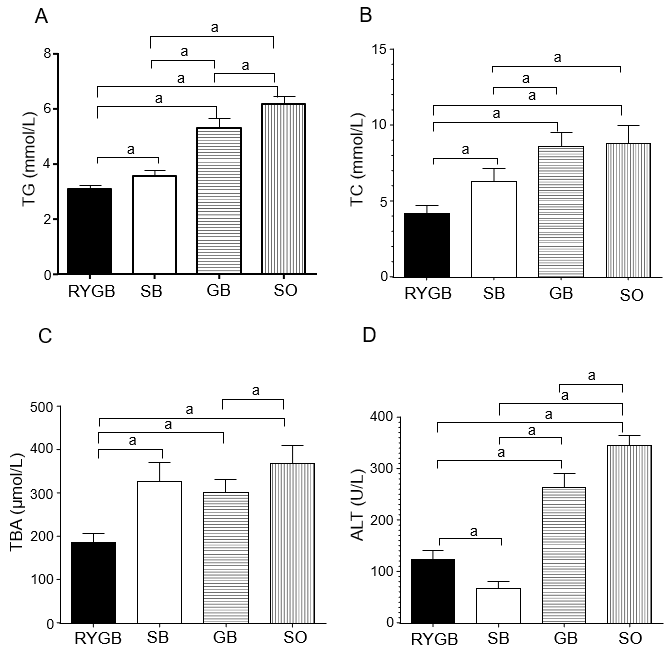 A
a
a
a
a
a
a
TG (mmol/L)
8
6
4
2
0
RYGB SB GB SO
B
a
a
a
a
a
TC (mmol/L)
15
10
5
0
RYGB SB GB SO
C
a
a
a
a
TBA (μmol/L)
500
400
300
200
100
0
RYGB SB GB SO
D
a
a
a
a
a
a
ALT (U/L)
400
300
200
100
0
RYGB SB GB SO